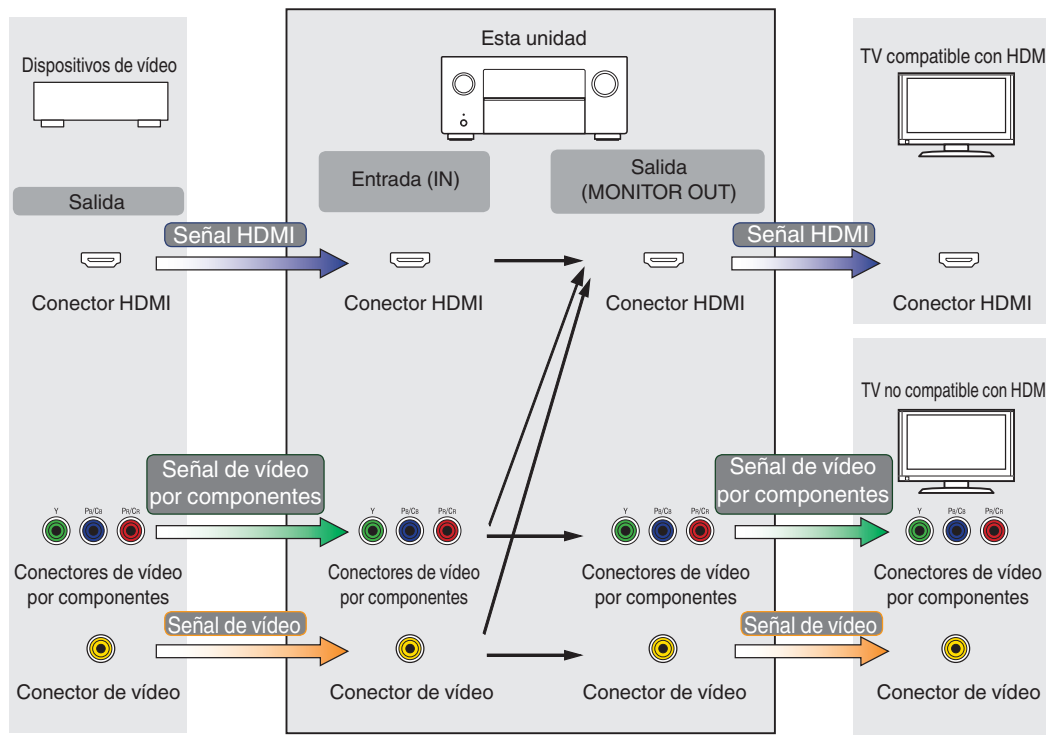 Esta unidad
Dispositivos de vídeo
TV compatible con HDM
Entrada (IN)
Salida
(MONITOR OUT)
Salida
Señal HDMI
Señal HDMI
Conector HDMI
Conector HDMI
Conector HDMI
Conector HDMI
TV no compatible con HDM
Señal de vídeo
por componentes
Señal de vídeo
por componentes
Y PB/CB PR/CR
Y PB/CB PR/CR
Y PB/CB PR/CR
Y PB/CB PR/CR
Conectores de vídeo
por componentes
Conectores de vídeo
por componentes
Conectores de vídeo
por componentes
Conectores de vídeo
por componentes
Señal de vídeo
Señal de vídeo
Conector de vídeo
Conector de vídeo
Conector de vídeo
Conector de vídeo